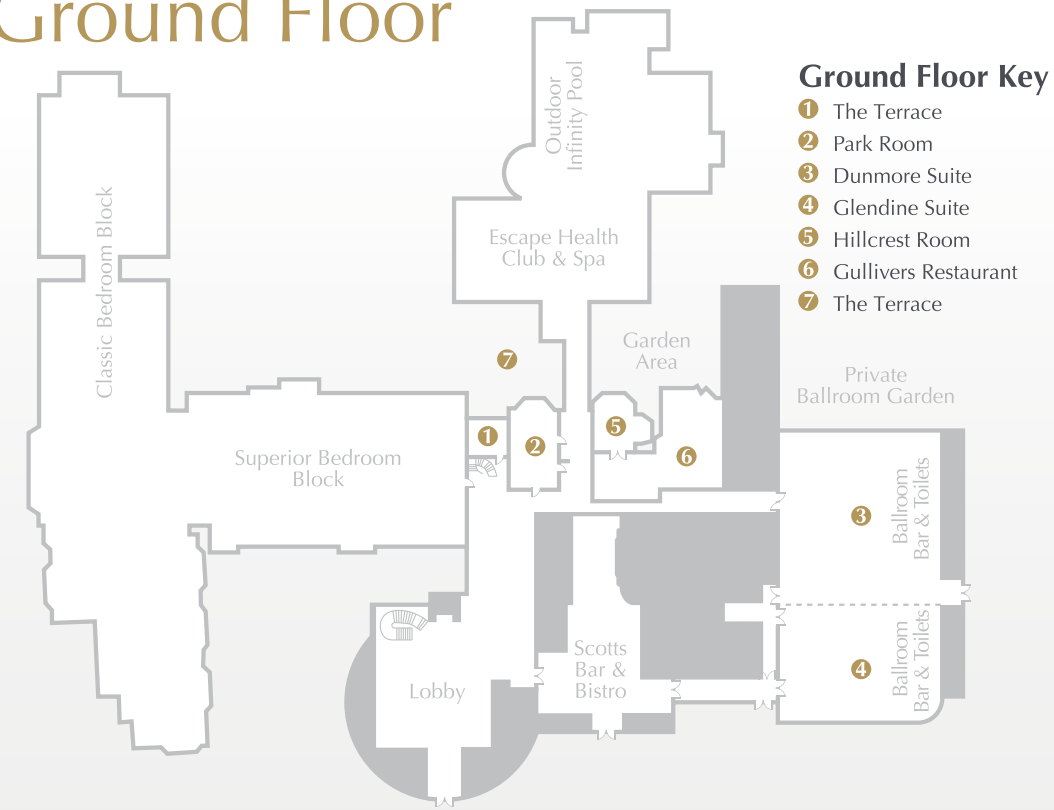 Ground Floor
Ground Floor Key
1 The Terrace
2 Park Room
3 Dunmore Suite
4 Glendine Suite
5 Hillcrest Room
6 Gullivers Restaurant
7 The Terrace
Outdoor
Infinity Pool
Classic Bedroom Block
Escape Health
Club & Spa
Garden
Area
7
Private
Ballroom Garden
1
2
5
6
Superior Bedroom
Block
3
Ballroom
Bar & Toilets
Scotts
Bar &
Bistro
Lobby
4
Ballroom
Bar & Toilets